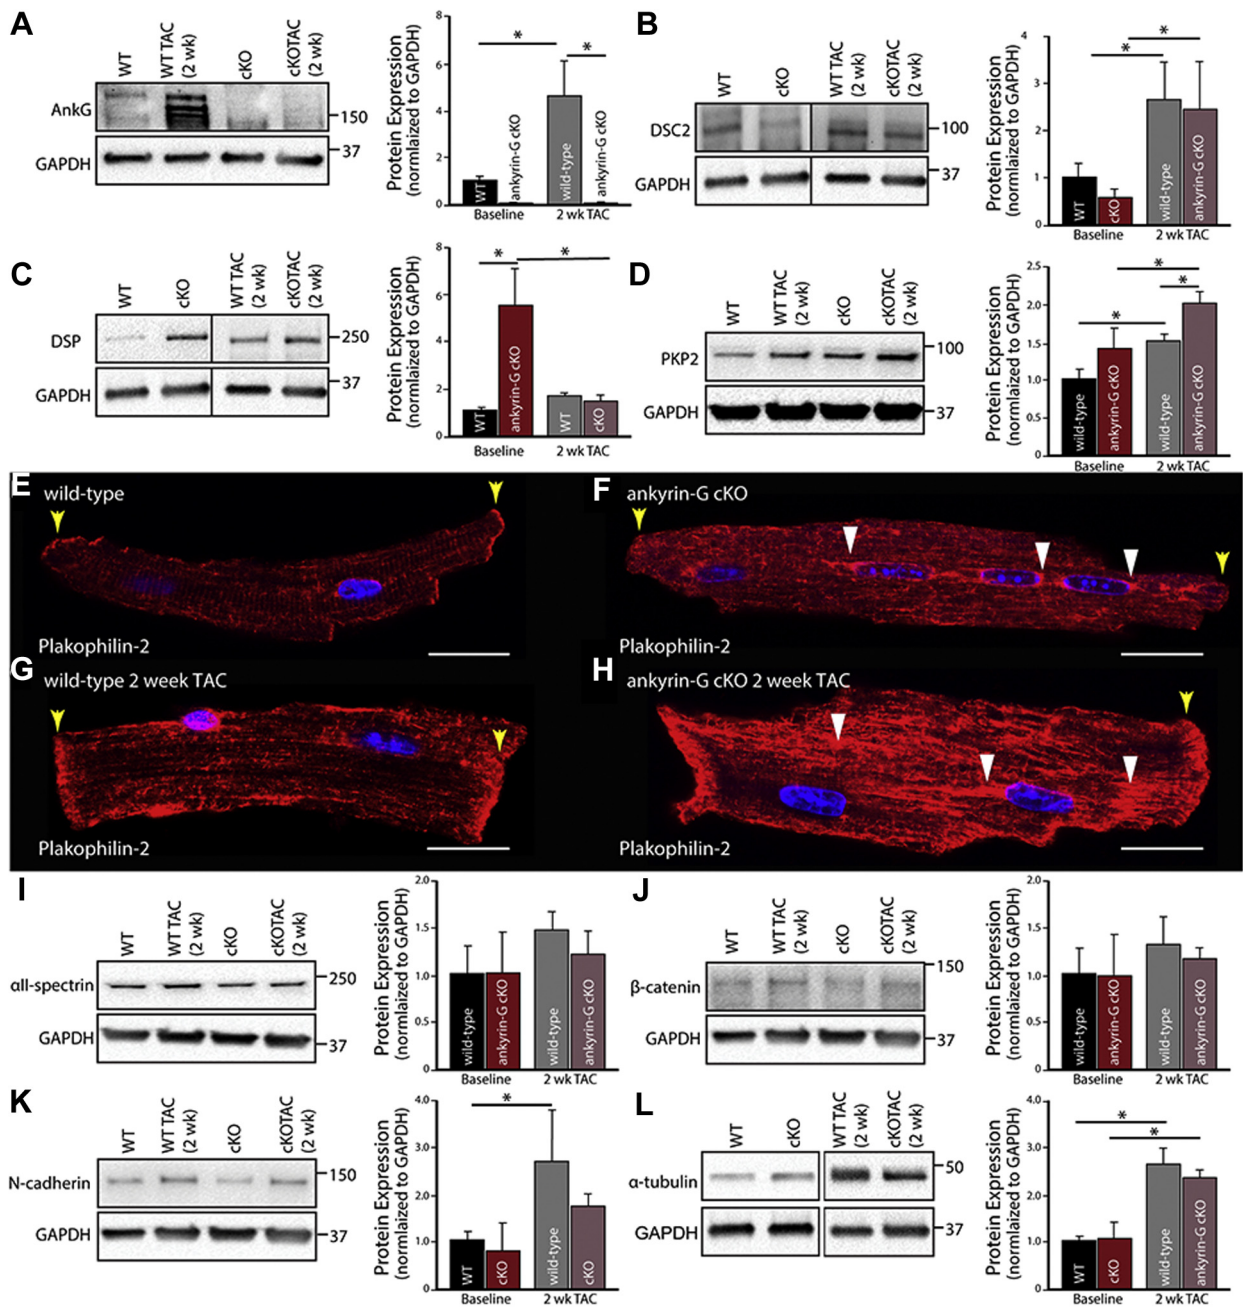 A
WT
WT TAC
(2 wk)
cKO
cKOTAC
(2 wk)
AnkG
150
GAPDH
37
Protein Expression
(normlaized to GAPDH)
8
6
4
2
0
*
*
WT
ankyrin-G cKO
wild-type
ankyrin-G cKO
Baseline
2 wk TAC
B
WT
cKO
WT TAC
(2 wk)
cKOTAC
(2 wk)
DSC2
100
GAPDH
37
Protein Expression
(normlaized to GAPDH)
4
3
2
1
0
*
*
WT
cKO
wild-type
ankyrin-G cKO
Baseline
2 wk TAC
C
WT
cKO
WT TAC
(2 wk)
cKOTAC
(2 wk)
DSP
250
GAPDH
37
Protein Expression
(normlaized to GAPDH)
8
6
4
2
0
*
*
WT
ankyrin-G cKO
WT
cKO
Baseline
2 wk TAC
D
WT
WT TAC
(2 wk)
cKO
cKOTAC
(2 wk)
PKP2
100
GAPDH
37
Protein Expression
(normlaized to GAPDH)
2.5
2.0
1.5
1.0
0.5
0
*
*
*
wild-type
ankyrin-G cKO
wild-type
ankyrin-G cKO
Baseline
2 wk TAC
E
wild-type
Plakophilin-2
F
ankyrin-G cKO
Plakophilin-2
G
wild-type 2 week TAC
Plakophilin-2
H
ankyrin-G cKO 2 week TAC
Plakophilin-2
I
WT
WT TAC
(2 wk)
cKO
cKOTAC
(2 wk)
αII-spectrin
250
GAPDH
37
Protein Expression
(normlaized to GAPDH)
2.0
1.5
1.0
0.5
0
wild-type
ankyrin-G cKO
wild-type
ankyrin-G cKO
Baseline
2 wk TAC
J
WT
WT TAC
(2 wk)
cKO
cKOTAC
(2 wk)
β-catenin
150
GAPDH
37
Protein Expression
(normlaized to GAPDH)
2.0
1.5
1.0
0.5
0
wild-type
ankyrin-G cKO
wild-type
ankyrin-G cKO
Baseline
2 wk TAC
K
WT
WT TAC
(2 wk)
cKO
cKOTAC
(2 wk)
N-cadherin
150
GAPDH
37
Protein Expression
(normlaized to GAPDH)
4.0
3.0
2.0
1.0
0
*
WT
cKO
wild-type
cKO
Baseline
2 wk TAC
L
WT
cKO
WT TAC
(2 wk)
cKOTAC
(2 wk)
α-tubulin
50
GAPDH
37
Protein Expression
(normlaized to GAPDH)
4.0
3.0
2.0
1.0
0
*
*
WT
cKO
wild-type
ankyrin-G cKO
Baseline
2 wk TAC